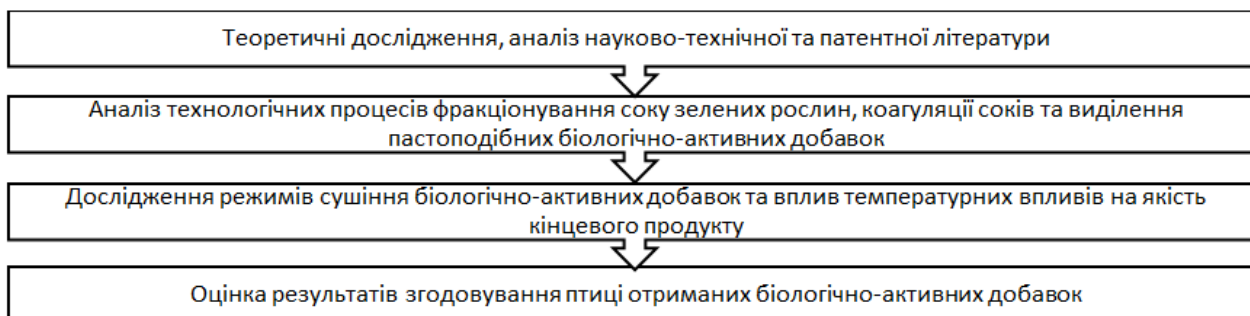 Теоретичні дослідження, аналіз науково-технічної та патентної літератури
Аналіз технологічних процесів фракціонування соку зелених рослин, коагуляції соків та виділення
пастоподібних біологічно-активних добавок
Дослідження режимів сушіння біологічно-активних добавок та вплив температурних впливів на якість
кінцевого продукту
Оцінка результатів згодовування птиці отриманих біологічно-активних добавок